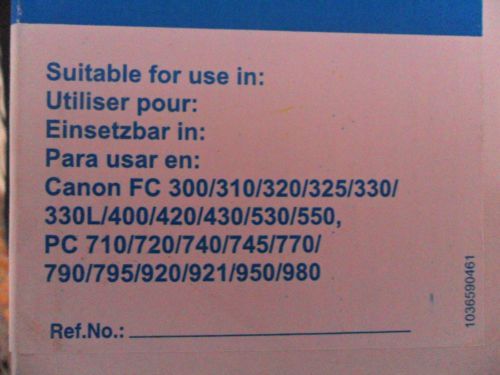 Suitable for use in:
Utiliser pour:
Einsetzbar in:
Para usar en:
Canon FC 300/310/320/325/330/
330L/400/420/430/530/550,
PC 710/720/740/745/770/
790/795/920/921/950/980
Ref.No.:
1036590461